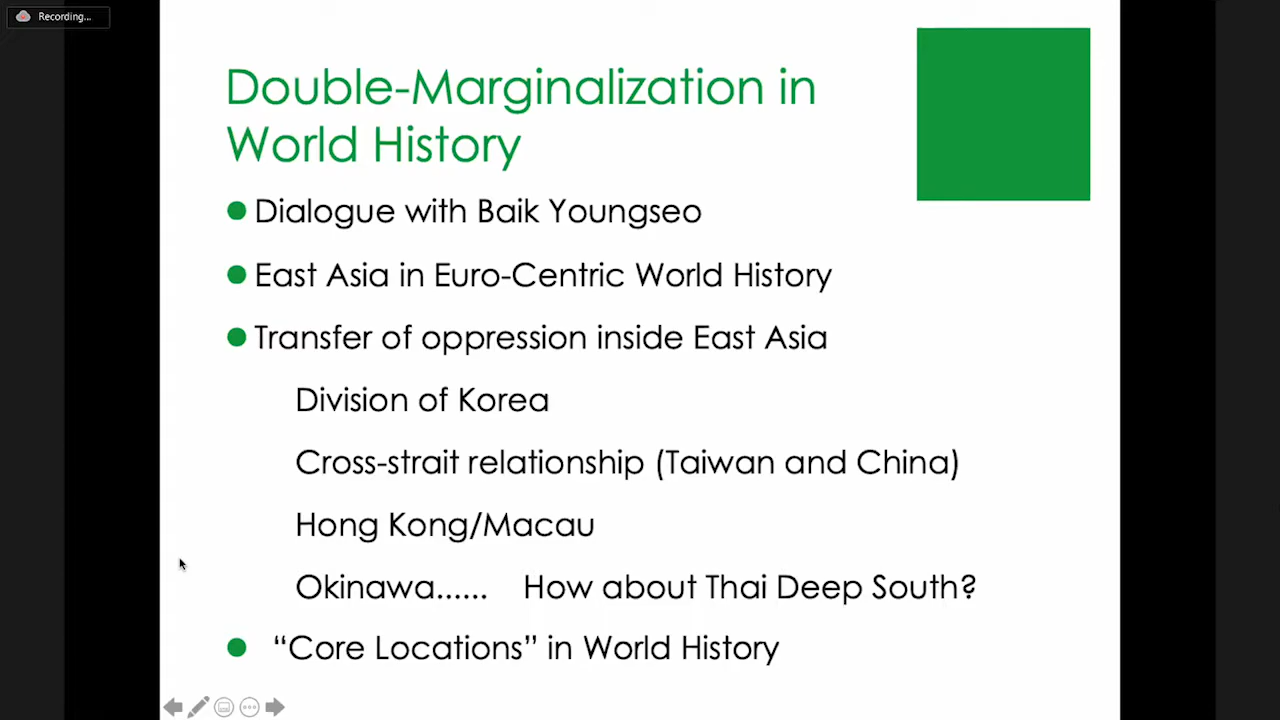 Recording...
Double-Marginalization in
World History
Dialogue with Baik Youngseo
East Asia in Euro-Centric World History
Transfer of oppression inside East Asia
Division of Korea
Cross-strait relationship (Taiwan and China)
Hong Kong/Macau
Okinawa...... How about Thai Deep South?
“Core Locations” in World History